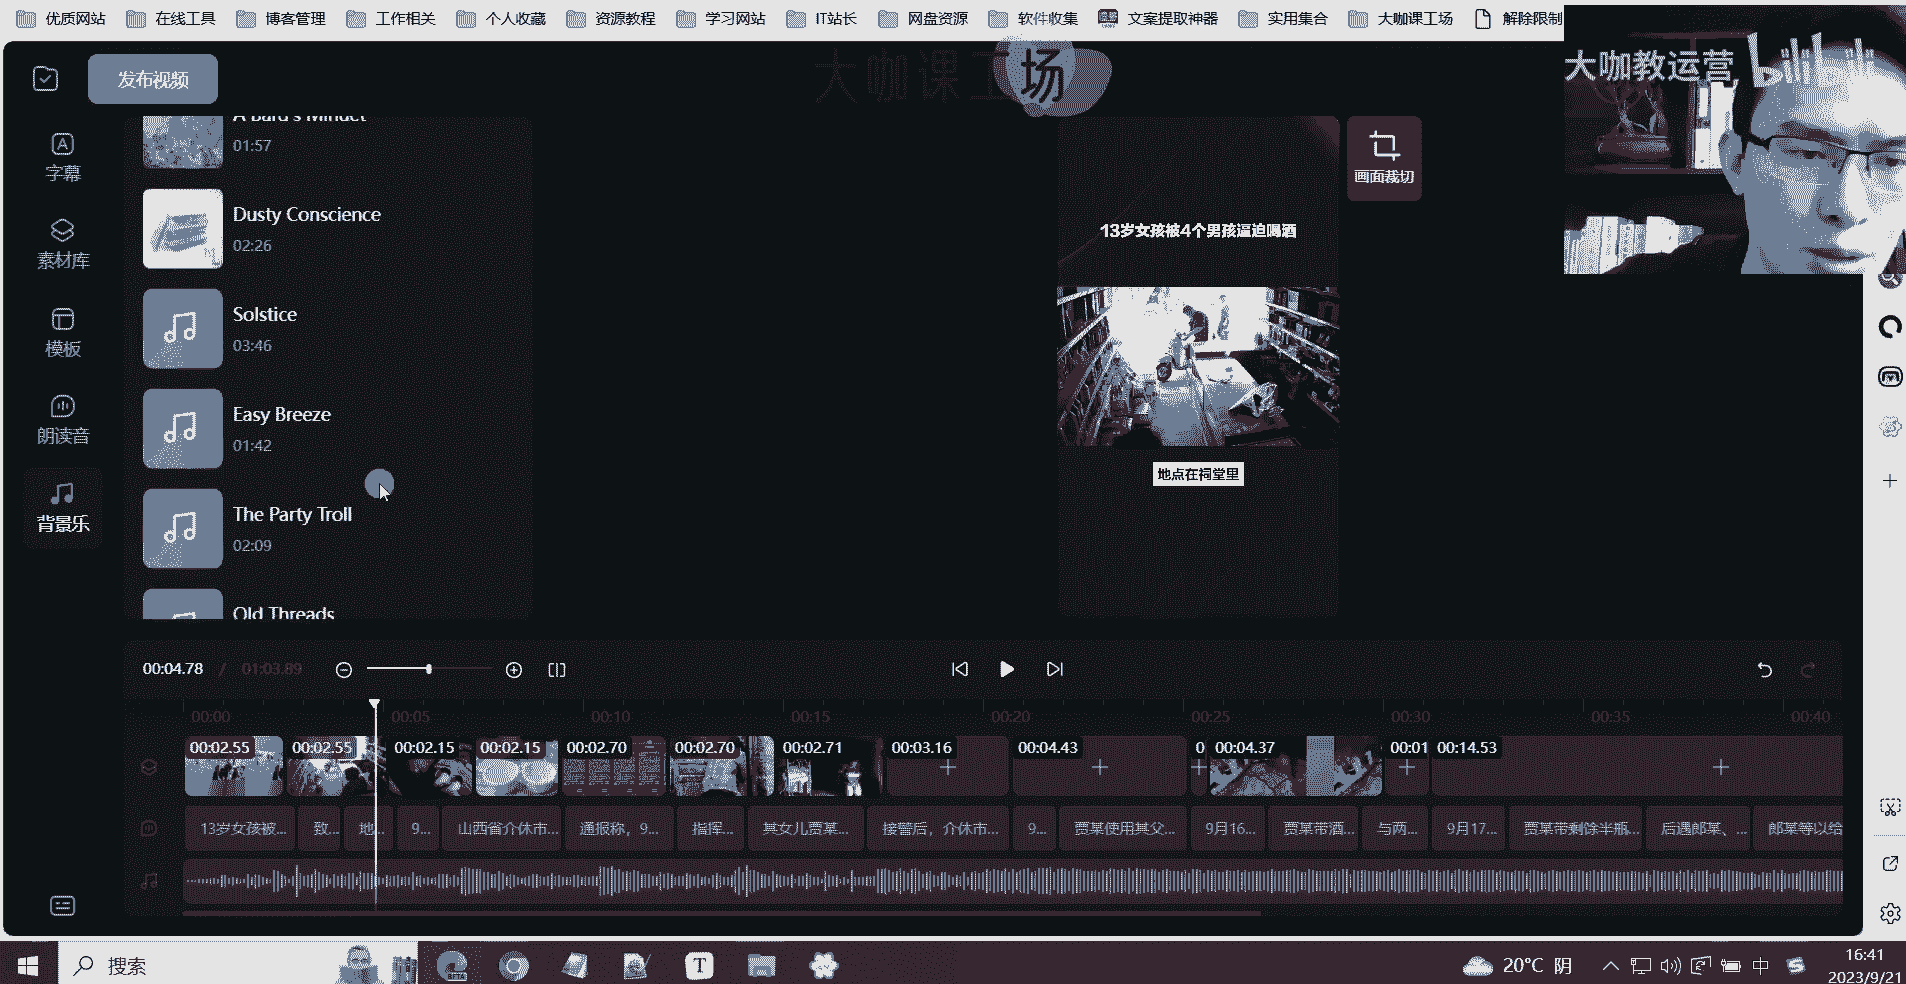 优质网站
在线工具
博客管理
工作相关
个人收藏
资源教程
学习网站
IT站长
网盘资源
软件收集
文案提取神器
实用集合
大咖课工场
解除限制
发布视频
大咖课工场
大咖教运营
bilibili
字幕
素材库
模板
朗读音
背景乐
A Bard's Minuet
01:57
Dusty Conscience
02:26
Solstice
03:46
Easy Breeze
01:42
The Party Troll
02:09
Old Threads
画面裁切
13岁女孩被4个男孩逼迫喝酒
地点在祠堂里
00:04.78 / 01:03.89
00:00 00:05 00:10 00:15 00:20 00:25 00:30 00:35 00:40
00:02.55 00:02.55 00:02.15 00:02.15 00:02.70 00:02.70 00:02.71 00:03.16 00:04.43 0 00:04.37 00:01 00:14.53
13岁女孩被... 致... 地... 9... 山西省介休市... 通报称，9... 指挥... 其女儿贾某... 接警后，介休市... 9... 贾某使用其父... 9月16... 贾某带酒... 与两... 9月17... 贾某带剩余半瓶... 后遇郎某、... 郎某等以给
搜索
BETA
T
20°C 阴
中
16:41
2023/9/21